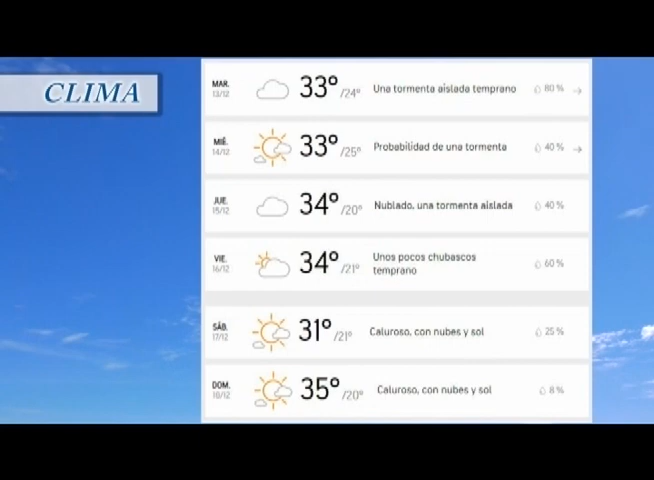 CLIMA
MAR.
13/12
33° /24°
Una tormenta aislada temprano
80 %
MIÉ.
14/12
33° /25°
Probabilidad de una tormenta
40 %
JUE.
15/12
34° /20°
Nublado, una tormenta aislada
40 %
VIE.
16/12
34° /21°
Unos pocos chubascos
temprano
60 %
SÁB.
17/12
31° /21°
Caluroso, con nubes y sol
25 %
DOM.
35° /20°
Caluroso, con nubes y sol
8 %